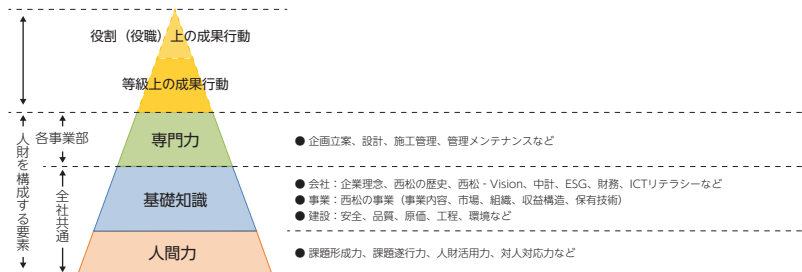 役割（役職）上の成果行動
等級上の成果行動
人財を構成する要素
各事業部
専門力
● 企画立案、設計、施工管理、管理メンテナンスなど
全社共通
基礎知識
● 会社：企業理念、西松の歴史、西松‐Vision、中計、ESG、財務、ICTリテラシーなど
● 事業：西松の事業（事業内容、市場、組織、収益構造、保有技術）
● 建設：安全、品質、原価、工程、環境など
人間力
● 課題形成力、課題遂行力、人財活用力、対人対応力など